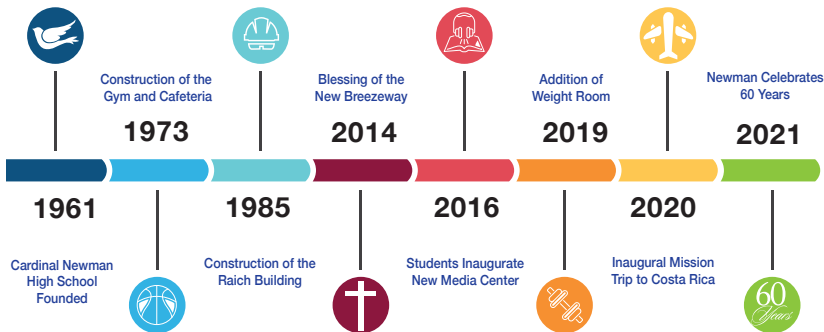 Construction of the
Gym and Cafeteria
1973
Blessing of the
New Breezeway
2014
Addition of
Weight Room
2019
Newman Celebrates
60 Years
2021
1961
Cardinal Newman
High School
Founded
1985
Construction of the
Raich Building
2016
Students Inaugurate
New Media Center
2020
Inaugural Mission
Trip to Costa Rica
60
Years